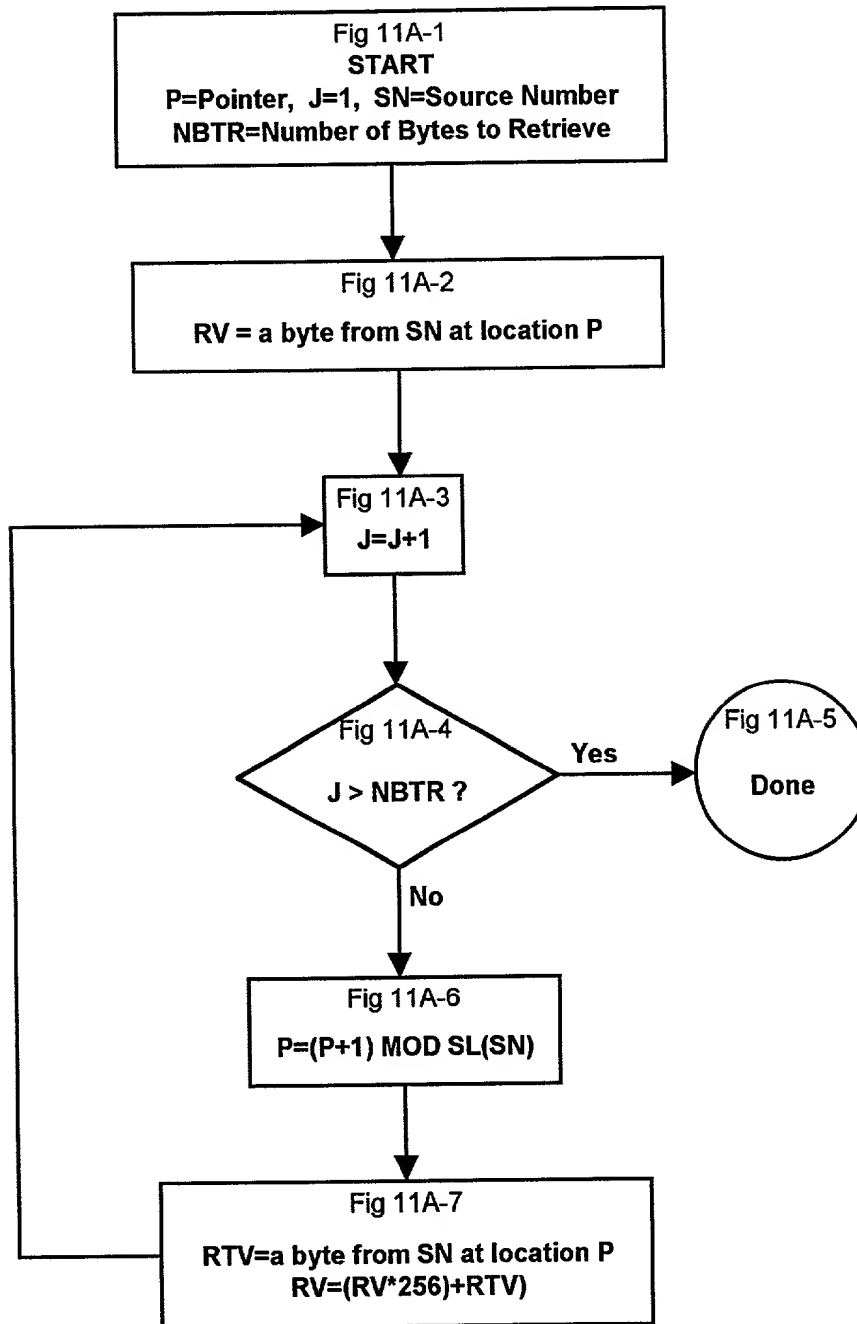 Fig 11A-1
START
P=Pointer, J=1, SN=Source Number
NBTR=Number of Bytes to Retrieve
Fig 11A-2
RV = a byte from SN at location P
Fig 11A-3
J=J+1
Fig 11A-4
J > NBTR ?
Yes
Fig 11A-5
Done
No
Fig 11A-6
P=(P+1) MOD SL(SN)
Fig 11A-7
RTV=a byte from SN at location P
RV=(RV*256)+RTV)